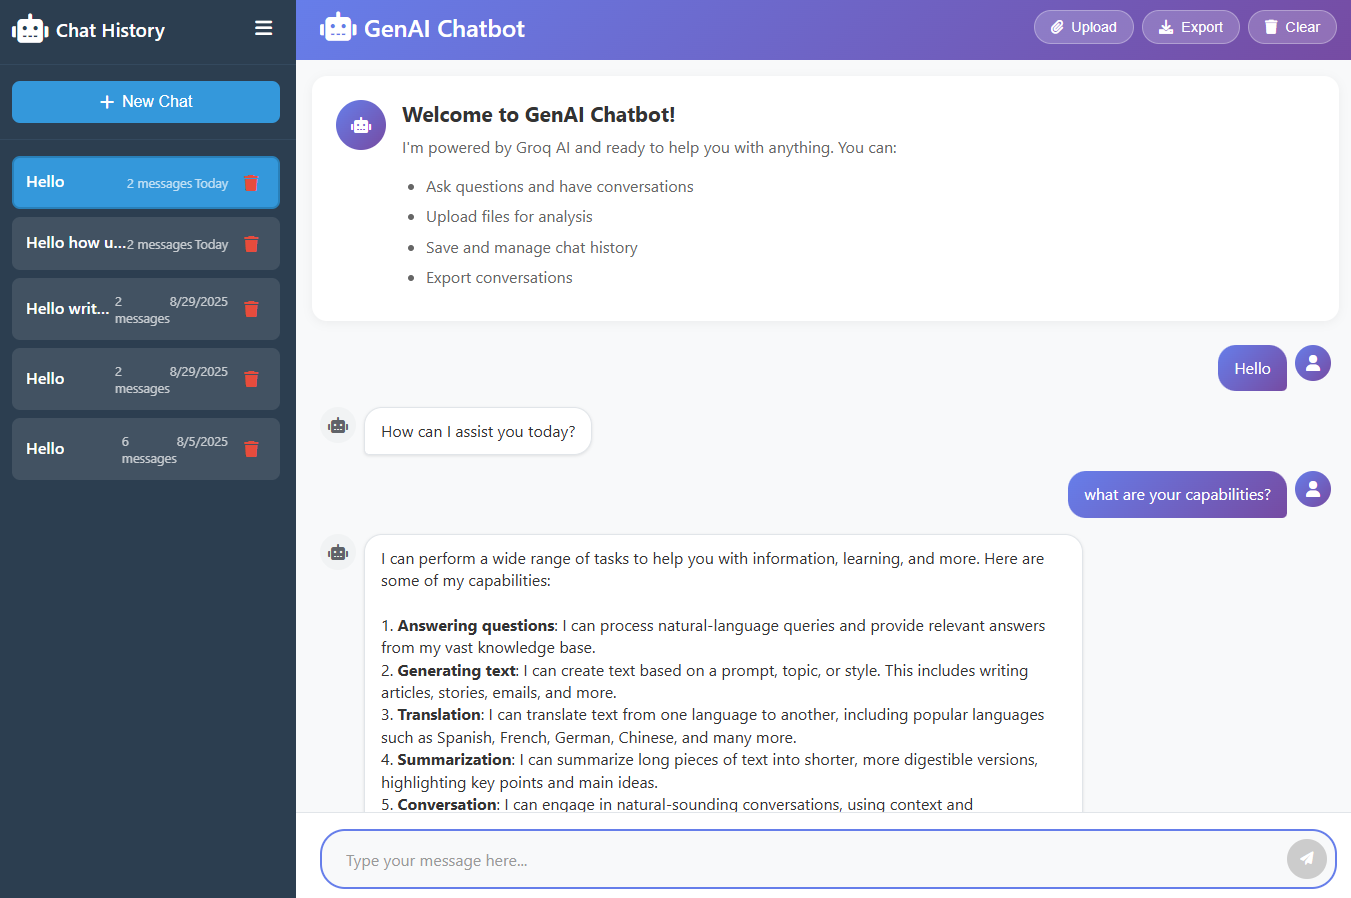 Chat History
New Chat
Hello 2 messages Today
Hello how u... 2 messages Today
Hello writ... 2 messages 8/29/2025
Hello 2 messages 8/29/2025
Hello 6 messages 8/5/2025
GenAI Chatbot
Upload
Export
Clear
Welcome to GenAI Chatbot!
I'm powered by Groq AI and ready to help you with anything. You can:
• Ask questions and have conversations
• Upload files for analysis
• Save and manage chat history
• Export conversations
Hello
How can I assist you today?
what are your capabilities?
I can perform a wide range of tasks to help you with information, learning, and more. Here are
some of my capabilities:
1. Answering questions: I can process natural-language queries and provide relevant answers
from my vast knowledge base.
2. Generating text: I can create text based on a prompt, topic, or style. This includes writing
articles, stories, emails, and more.
3. Translation: I can translate text from one language to another, including popular languages
such as Spanish, French, German, Chinese, and many more.
4. Summarization: I can summarize long pieces of text into shorter, more digestible versions,
highlighting key points and main ideas.
5. Conversation: I can engage in natural-sounding conversations, using context and
Type your message here...